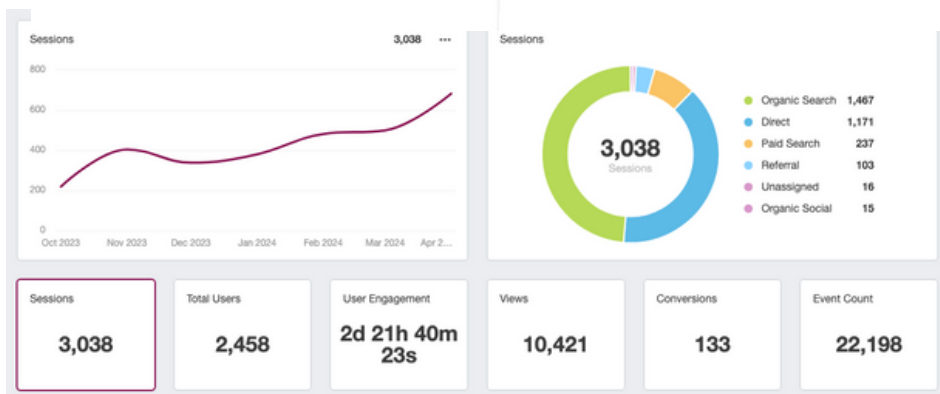 Sessions
3,038 ...
800
600
400
200
0
Oct 2023 Nov 2023 Dec 2023 Jan 2024 Feb 2024 Mar 2024 Apr 2...
Sessions
3,038
Sessions
Organic Search 1,467
Direct 1,171
Paid Search 237
Referral 103
Unassigned 16
Organic Social 15
Sessions
3,038
Total Users
2,458
User Engagement
2d 21h 40m
23s
Views
10,421
Conversions
133
Event Count
22,198